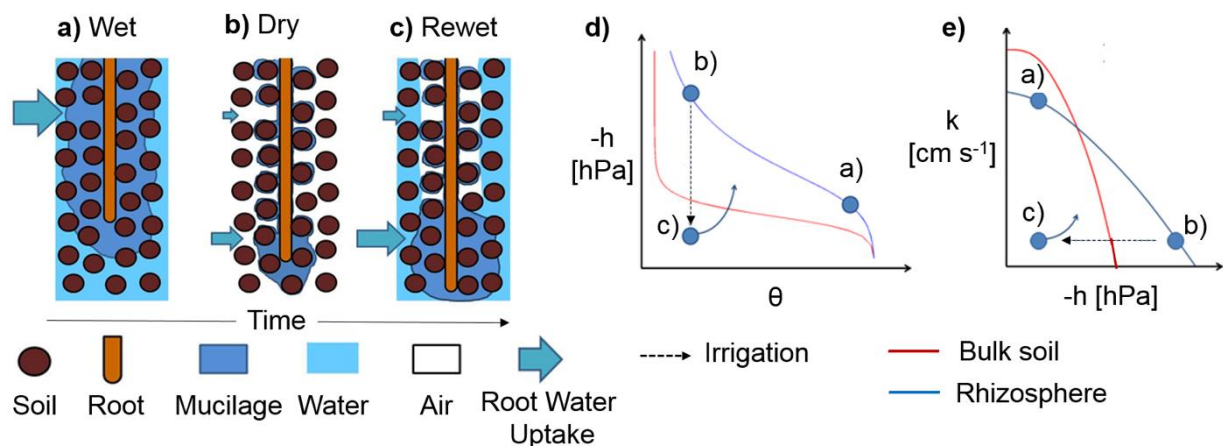 a) Wet
b) Dry
c) Rewet
Time
Soil
Root
Mucilage
Water
Air
Root Water
Uptake
d)
b)
-h
[hPa]
a)
c)
θ
e)
a)
k
[cm s⁻¹]
c)
b)
-h [hPa]
Irrigation
Bulk soil
Rhizosphere